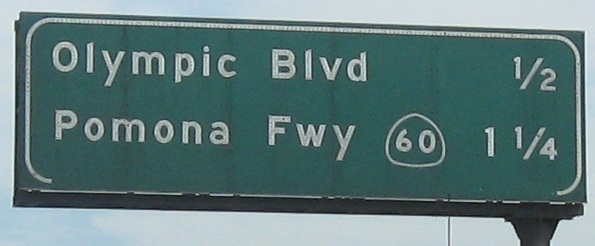 Olympic Blvd 1/2
Pomona Fwy 60 1 1/4